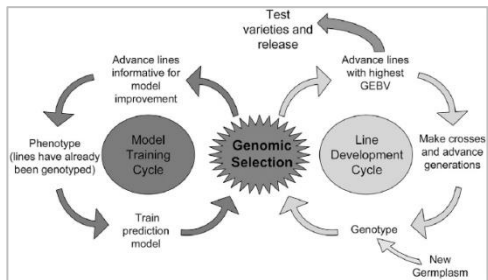 Test
varieties and
release
Advance lines
informative for
model
improvement
Advance lines
with highest
GEBV
Phenotype
(lines have already
been genotyped)
Model
Training
Cycle
Genomic
Selection
Line
Development
Cycle
Make crosses
and advance
generations
Train
prediction
model
Genotype
New
Germplasm